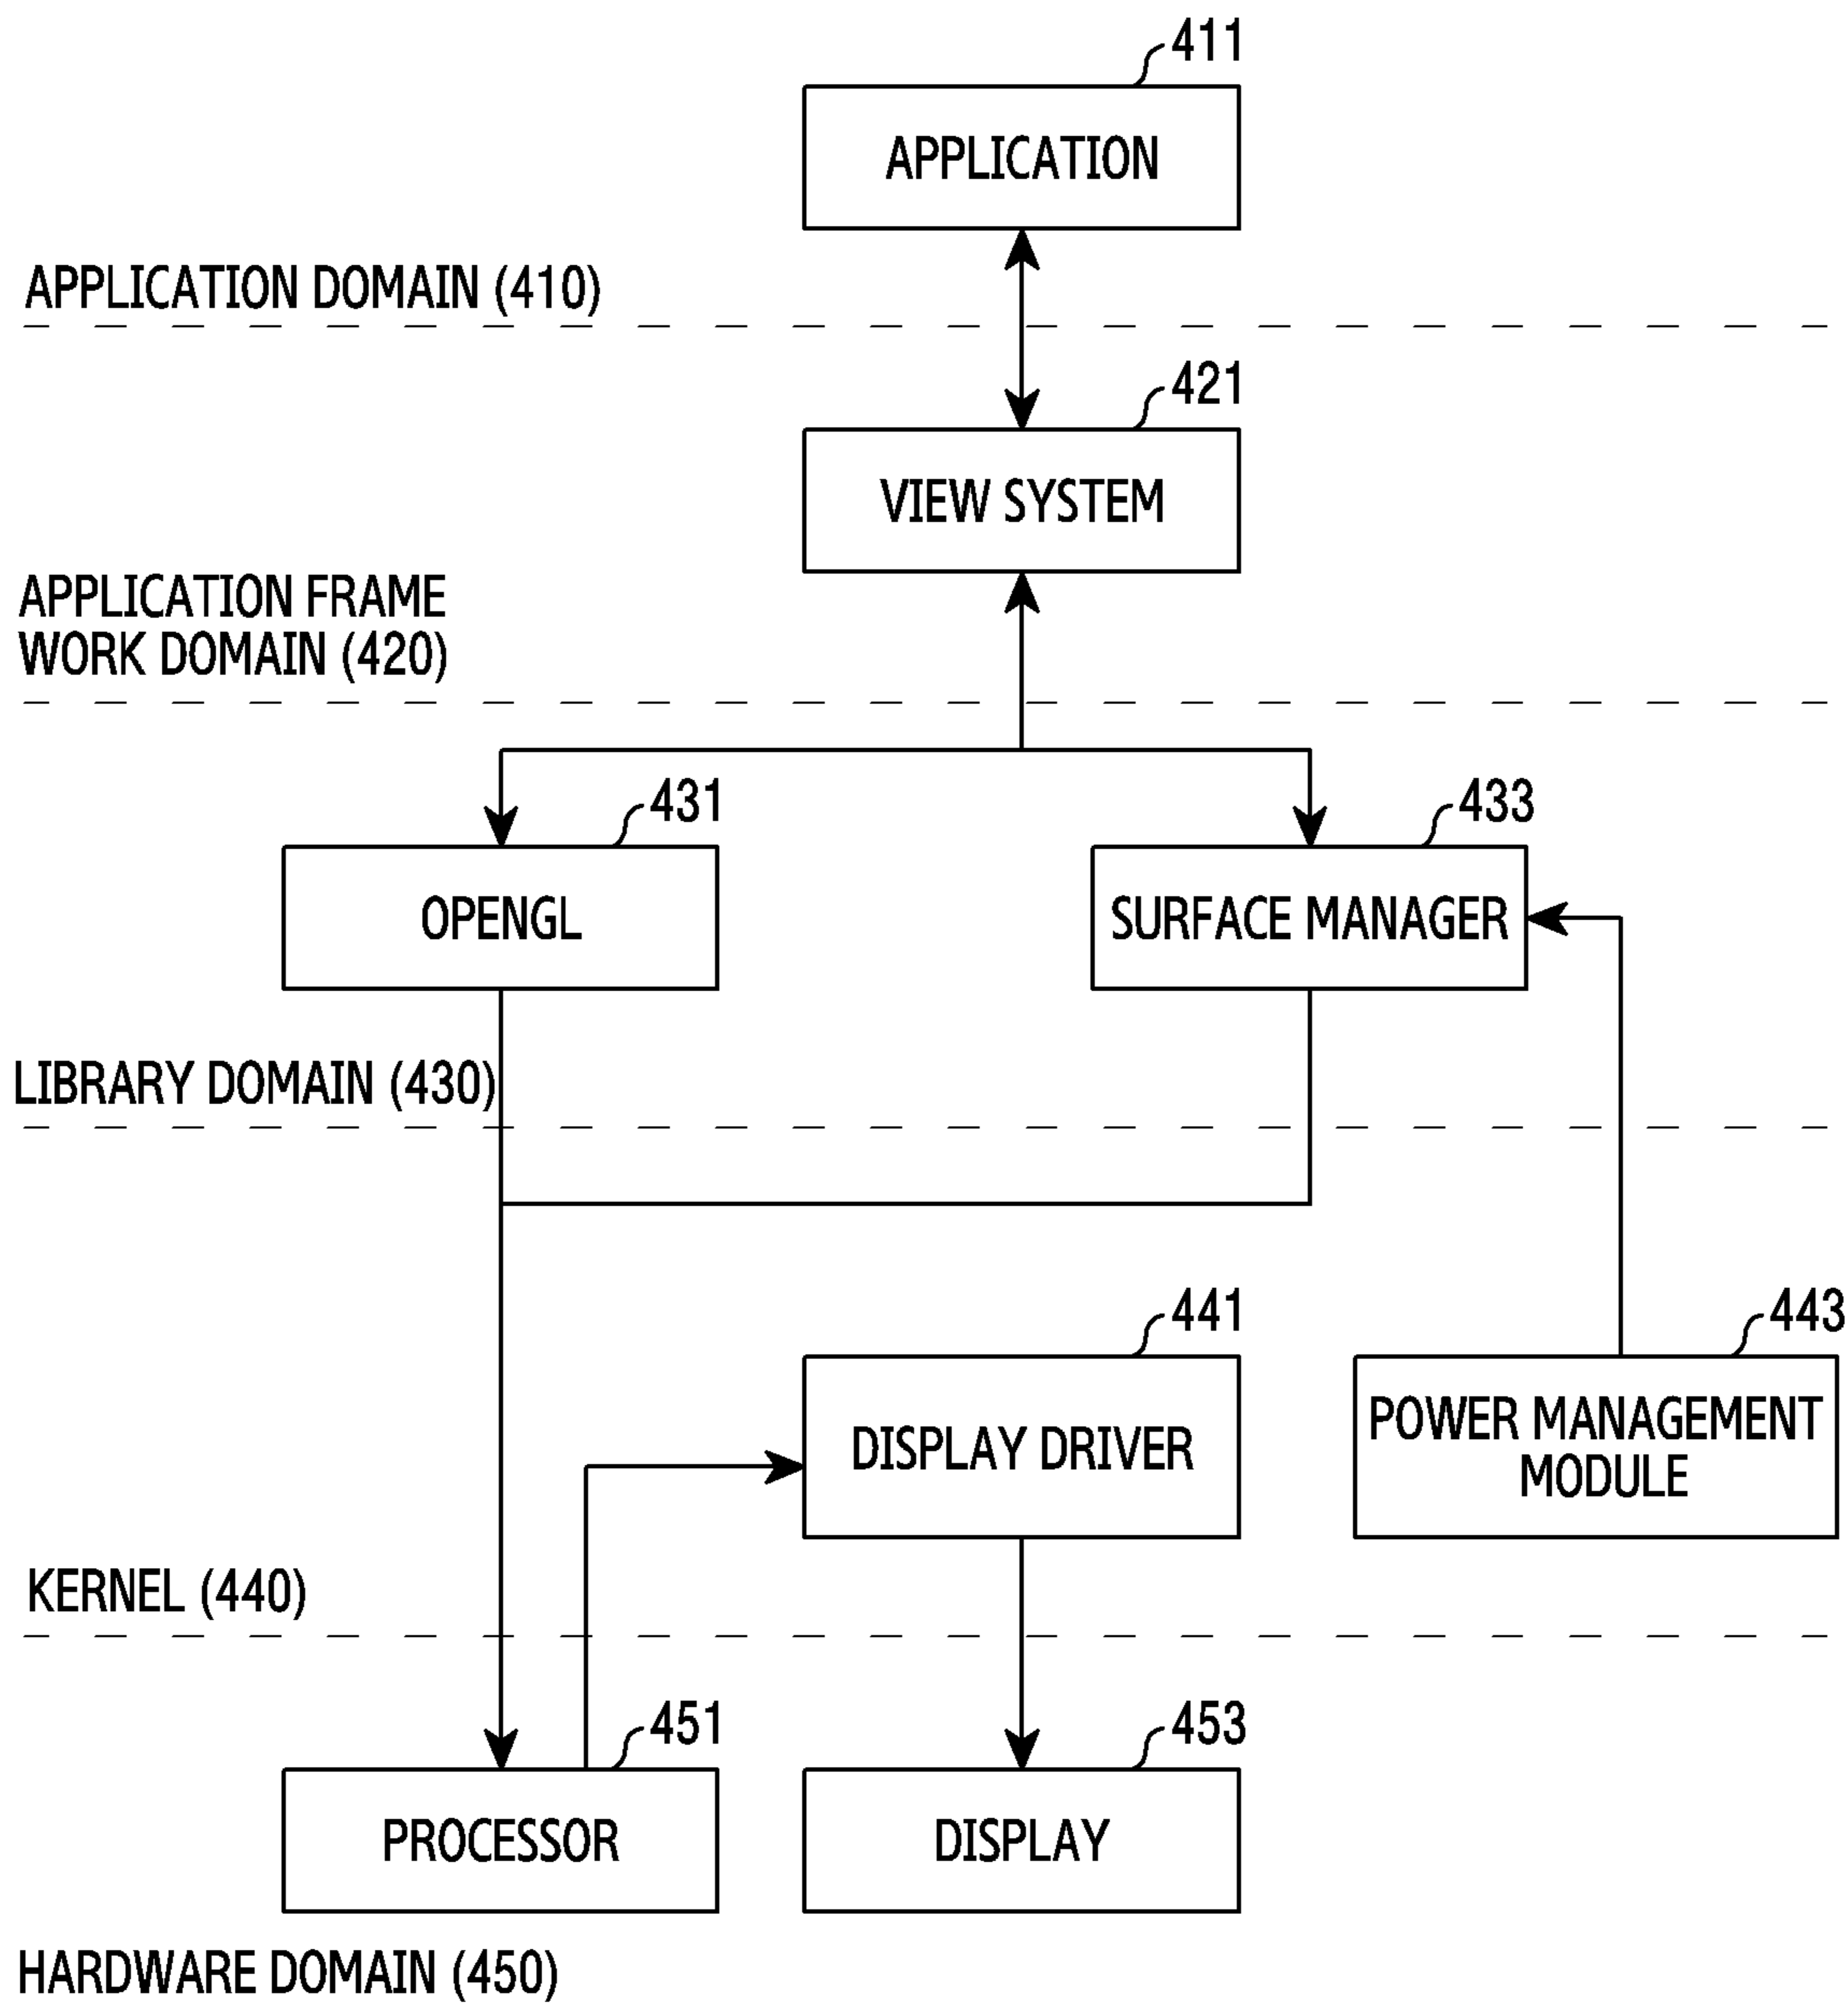 411
APPLICATION
APPLICATION DOMAIN (410)
421
VIEW SYSTEM
APPLICATION FRAME
WORK DOMAIN (420)
431
433
OPENGL
SURFACE MANAGER
LIBRARY DOMAIN (430)
441
443
DISPLAY DRIVER
POWER MANAGEMENT
MODULE
KERNEL (440)
451
453
PROCESSOR
DISPLAY
HARDWARE DOMAIN (450)